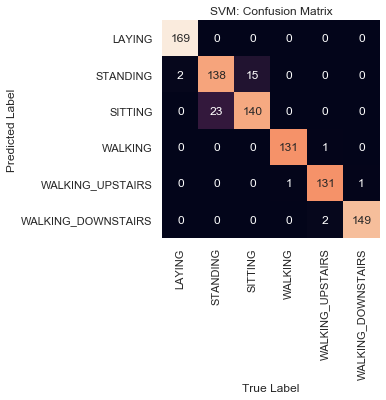 SVM: Confusion Matrix
Predicted Label
LAYING 169 0 0 0 0 0
STANDING 2 138 15 0 0 0
SITTING 0 23 140 0 0 0
WALKING 0 0 0 131 1 0
WALKING_UPSTAIRS 0 0 0 1 131 1
WALKING_DOWNSTAIRS 0 0 0 0 2 149
LAYING
STANDING
SITTING
WALKING
WALKING_UPSTAIRS
WALKING_DOWNSTAIRS
True Label